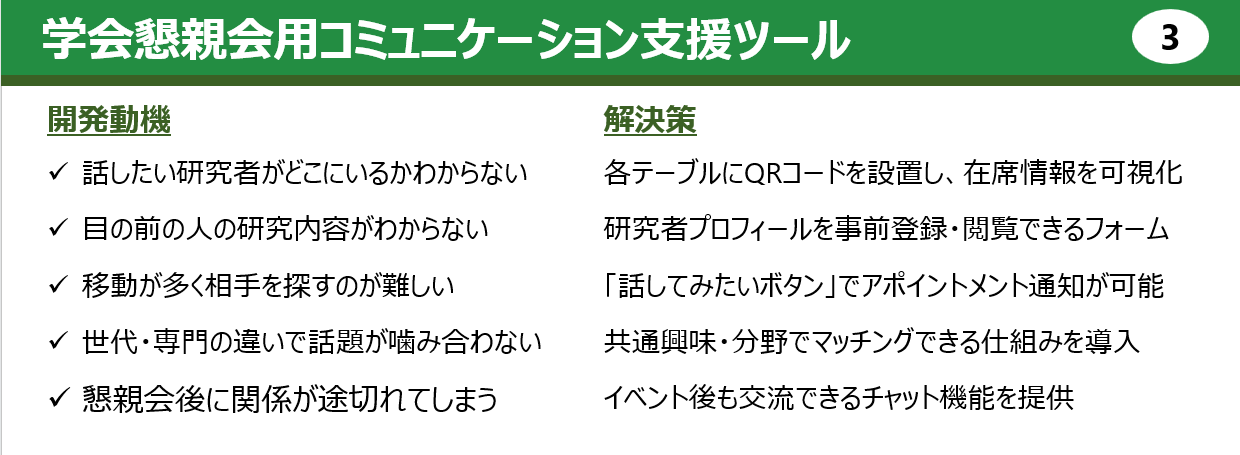 学会懇親会用コミュニケーション支援ツール
3
開発動機
✓ 話したい研究者がどこにいるかわからない
✓ 目の前の人の研究内容がわからない
✓ 移動が多く相手を探すのが難しい
✓ 世代・専門の違いで話題が噛み合わない
✓ 懇親会後に関係が途切れてしまう
解決策
各テーブルにQRコードを設置し、在席情報を可視化
研究者プロフィールを事前登録・閲覧できるフォーム
「話してみたいボタン」でアポイントメント通知が可能
共通興味・分野でマッチングできる仕組みを導入
イベント後も交流できるチャット機能を提供